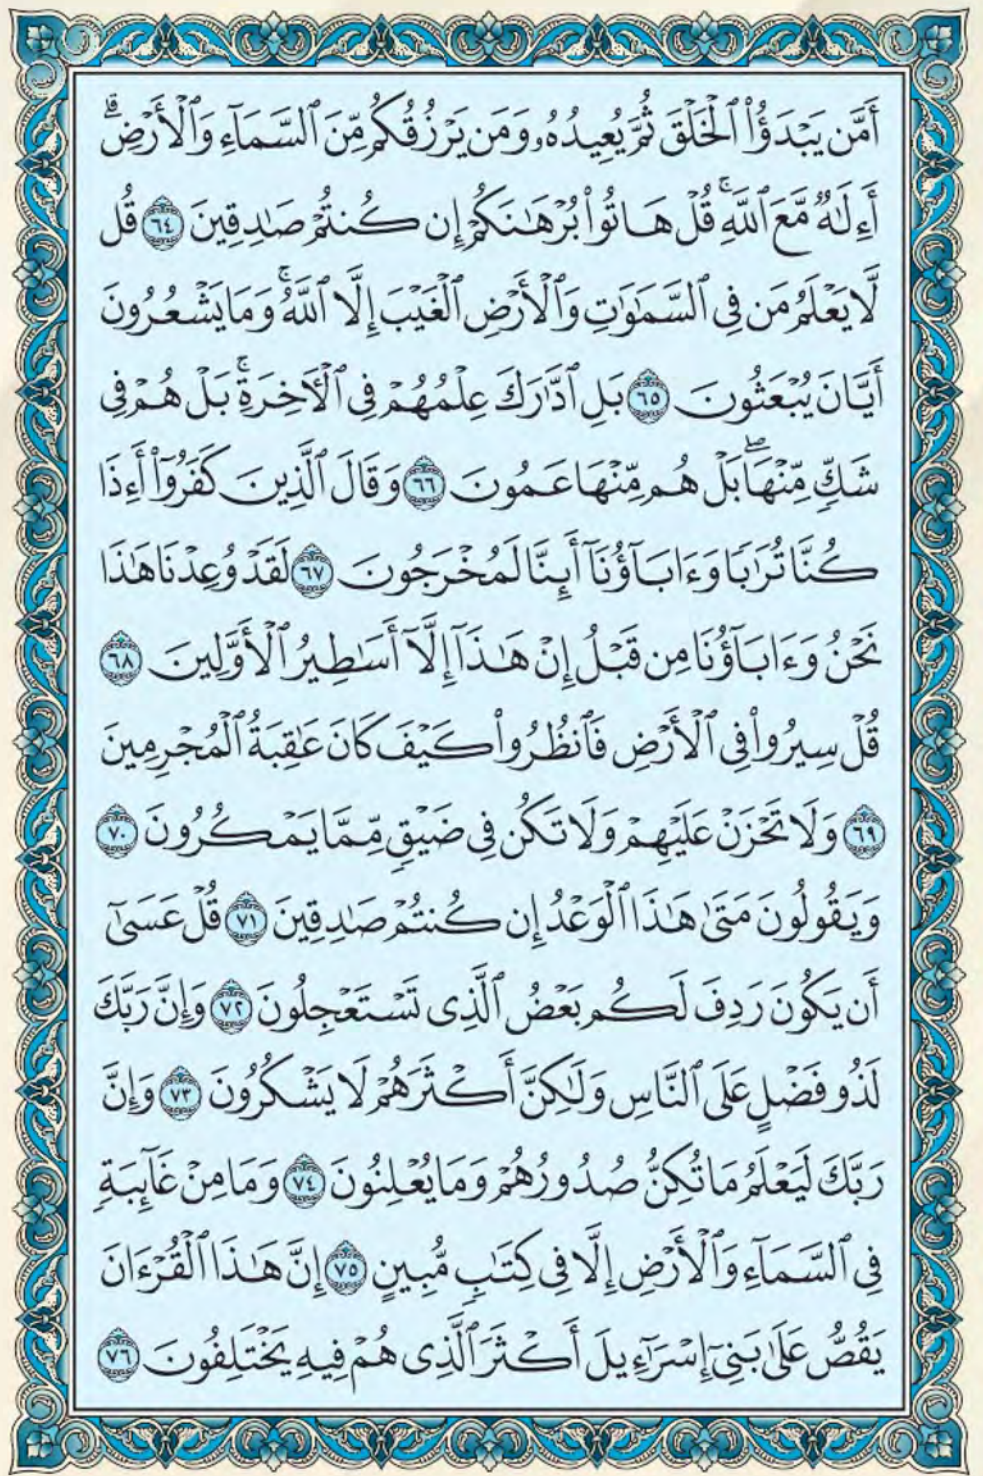 أَمَّن يَبْدَؤُا۟ ٱلْخَلْقَ ثُمَّ يُعِيدُهُۥ وَمَن يَرْزُقُكُم مِّنَ ٱلسَّمَآءِ وَٱلْأَرْضِ ۗ
أَءِلَٰهٌ مَّعَ ٱللَّهِ ۚ قُلْ هَاتُوا۟ بُرْهَٰنَكُمْ إِن كُنتُمْ صَٰدِقِينَ ٦٤ قُل
لَّا يَعْلَمُ مَن فِى ٱلسَّمَٰوَٰتِ وَٱلْأَرْضِ ٱلْغَيْبَ إِلَّا ٱللَّهُ ۚ وَمَا يَشْعُرُونَ
أَيَّانَ يُبْعَثُونَ ٦٥ بَلِ ٱدَّٰرَكَ عِلْمُهُمْ فِى ٱلْءَاخِرَةِ ۚ بَلْ هُمْ فِى
شَكٍّ مِّنْهَا ۖ بَلْ هُم مِّنْهَا عَمُونَ ٦٦ وَقَالَ ٱلَّذِينَ كَفَرُوٓا۟ أَءِذَا
كُنَّا تُرَٰبًا وَءَابَآؤُنَآ أَئِنَّا لَمُخْرَجُونَ ٦٧ لَقَدْ وُعِدْنَا هَٰذَا
نَحْنُ وَءَابَآؤُنَا مِن قَبْلُ إِنْ هَٰذَآ إِلَّآ أَسَٰطِيرُ ٱلْأَوَّلِينَ ٦٨
قُلْ سِيرُوا۟ فِى ٱلْأَرْضِ فَٱنظُرُوا۟ كَيْفَ كَانَ عَٰقِبَةُ ٱلْمُجْرِمِينَ
٦٩ وَلَا تَحْزَنْ عَلَيْهِمْ وَلَا تَكُن فِى ضَيْقٍ مِّمَّا يَمْكُرُونَ ٧٠
وَيَقُولُونَ مَتَىٰ هَٰذَا ٱلْوَعْدُ إِن كُنتُمْ صَٰدِقِينَ ٧١ قُلْ عَسَىٰٓ
أَن يَكُونَ رَدِفَ لَكُم بَعْضُ ٱلَّذِى تَسْتَعْجِلُونَ ٧٢ وَإِنَّ رَبَّكَ
لَذُو فَضْلٍ عَلَى ٱلنَّاسِ وَلَٰكِنَّ أَكْثَرَهُمْ لَا يَشْكُرُونَ ٧٣ وَإِنَّ
رَبَّكَ لَيَعْلَمُ مَا تُكِنُّ صُدُورُهُمْ وَمَا يُعْلِنُونَ ٧٤ وَمَا مِنْ غَآئِبَةٍ
فِى ٱلسَّمَآءِ وَٱلْأَرْضِ إِلَّا فِى كِتَٰبٍ مُّبِينٍ ٧٥ إِنَّ هَٰذَا ٱلْقُرْءَانَ
يَقُصُّ عَلَىٰ بَنِىٓ إِسْرَٰٓءِيلَ أَكْثَرَ ٱلَّذِى هُمْ فِيهِ يَخْتَلِفُونَ ٧٦